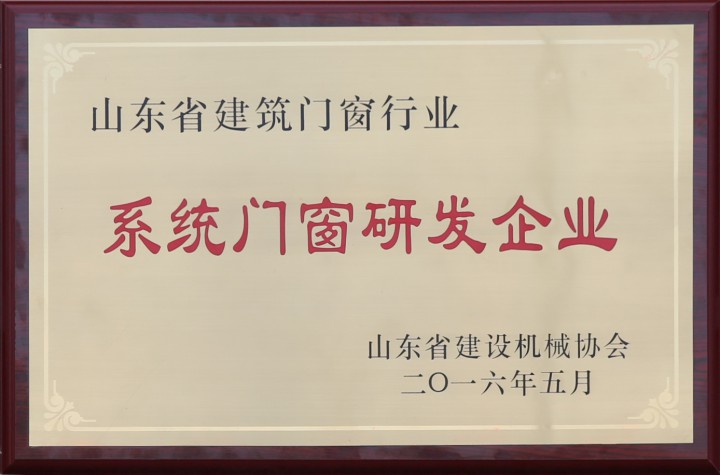 山东省建筑门窗行业
系统门窗研发企业
山东省建设机械协会
二〇一六年五月